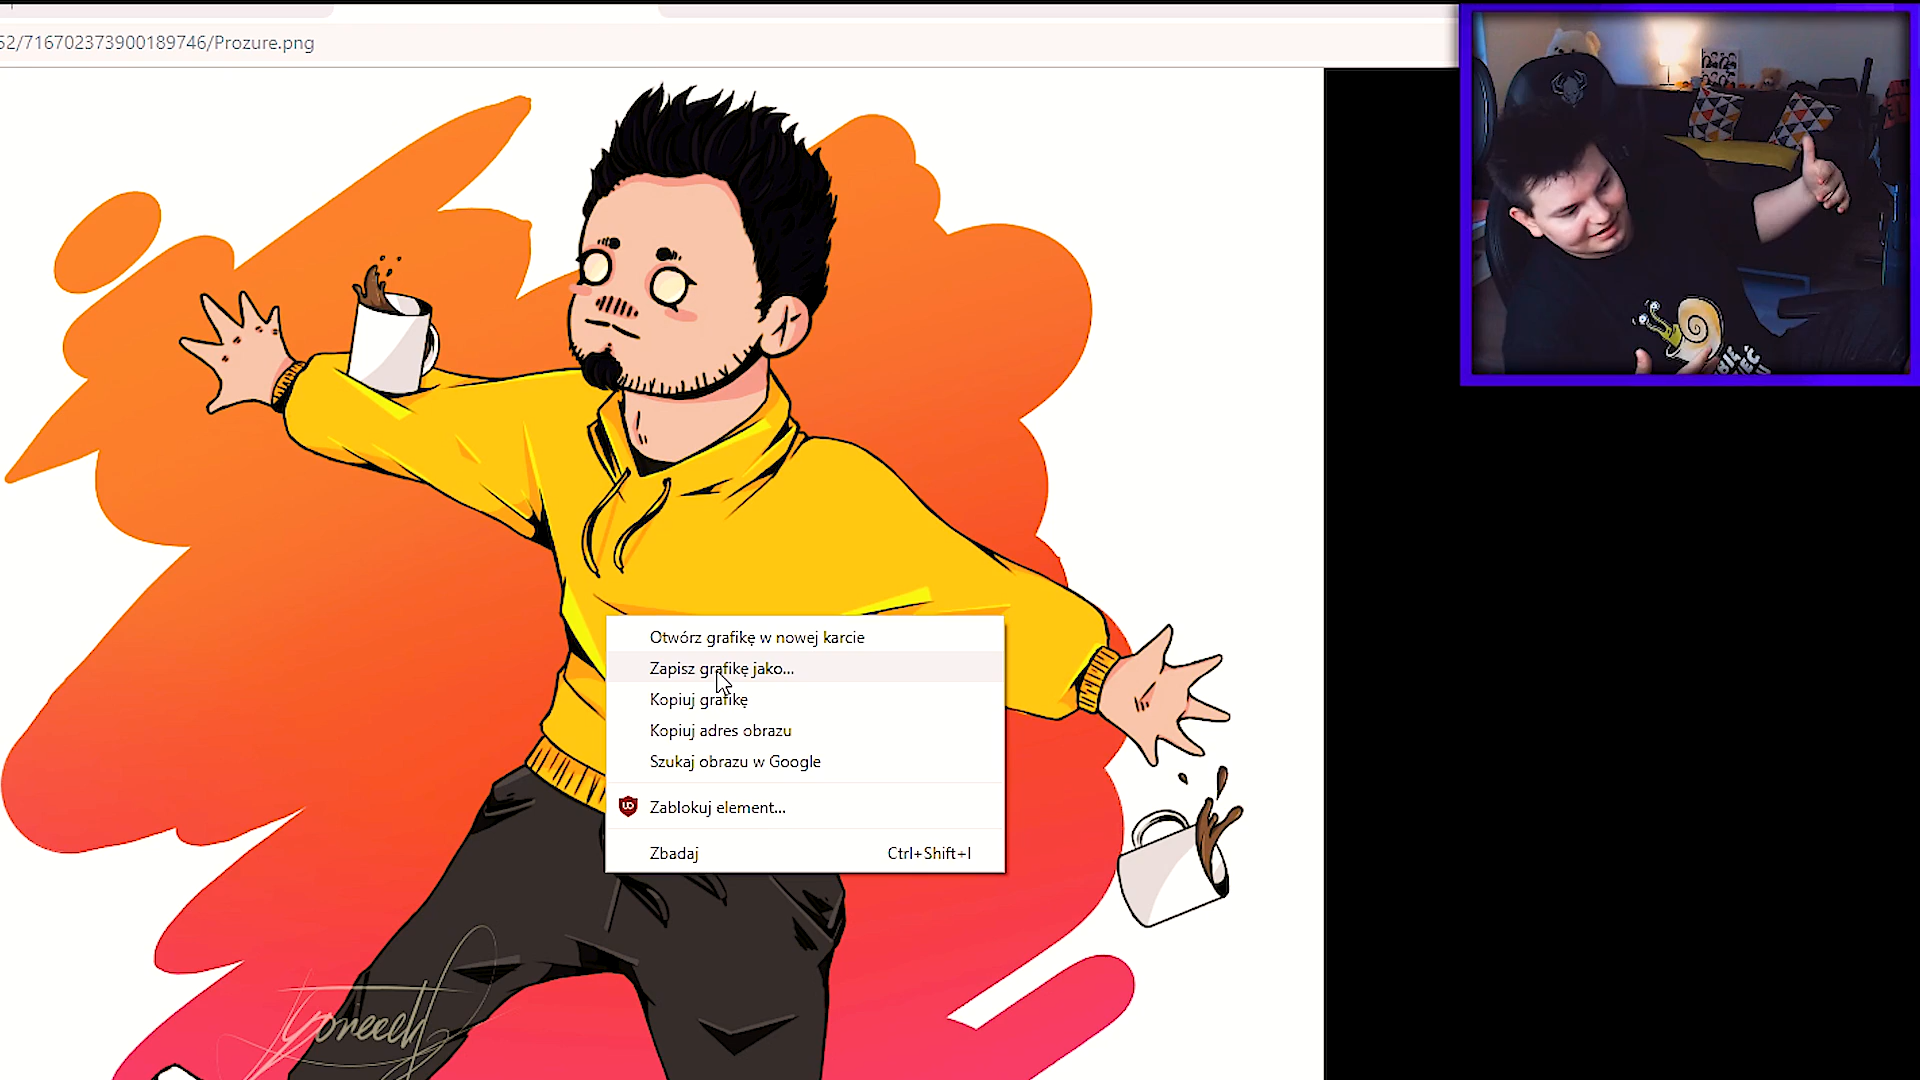 52/716702373900189746/Prozure.png
Otwórz grafikę w nowej karcie
Zapisz grafikę jako...
Kopiuj grafikę
Kopiuj adres obrazu
Szukaj obrazu w Google
Zablokuj element...
Zbadaj Ctrl+Shift+I